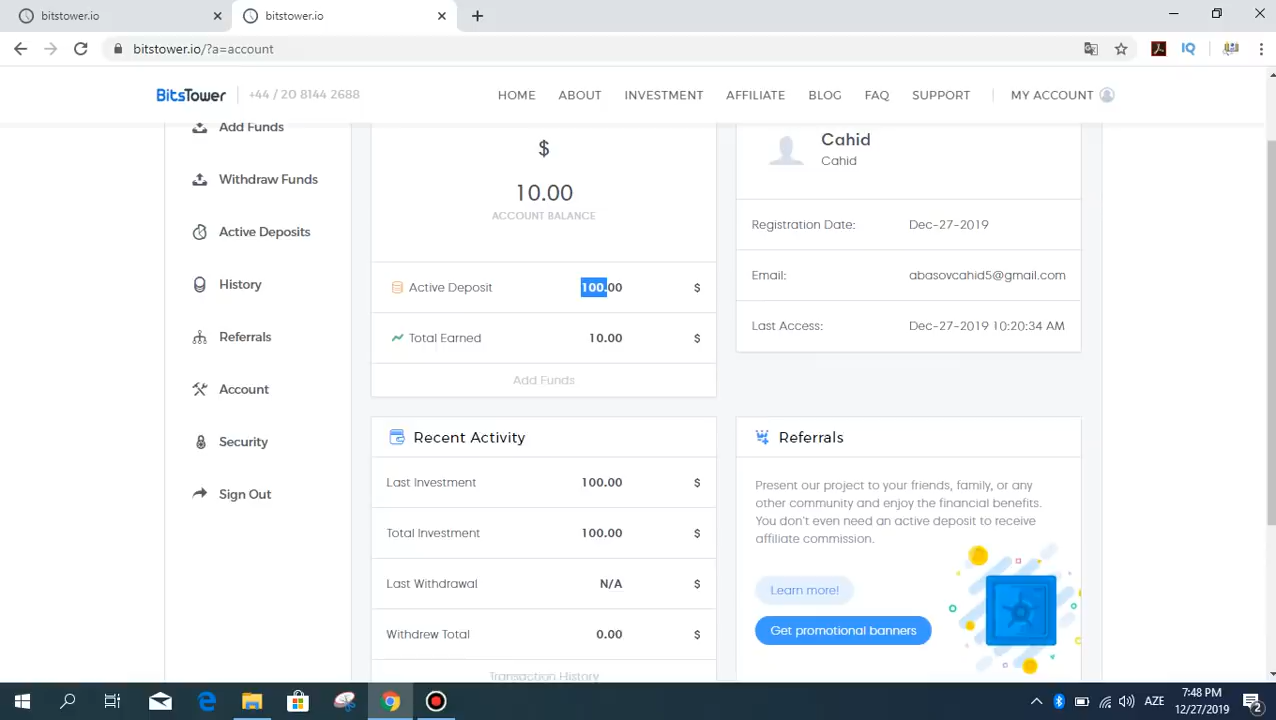 bitstower.io
bitstower.io
bitstower.io/?a=account
IQ
BitsTower
+44 / 20 8144 2688
HOME
ABOUT
INVESTMENT
AFFILIATE
BLOG
FAQ
SUPPORT
MY ACCOUNT
Add Funds
Withdraw Funds
Active Deposits
History
Referrals
Account
Security
Sign Out
$
10.00
ACCOUNT BALANCE
Active Deposit 100.00 $
Total Earned 10.00 $
Add Funds
Cahid
Cahid
Registration Date: Dec-27-2019
Email: abasovcahid5@gmail.com
Last Access: Dec-27-2019 10:20:34 AM
Recent Activity
Last Investment 100.00 $
Total Investment 100.00 $
Last Withdrawal N/A $
Withdrew Total 0.00 $
Transaction History
Referrals
Present our project to your friends, family, or any
other community and enjoy the financial benefits.
You don't even need an active deposit to receive
affiliate commission.
Learn more!
Get promotional banners
AZE
7:48 PM
12/27/2019
2